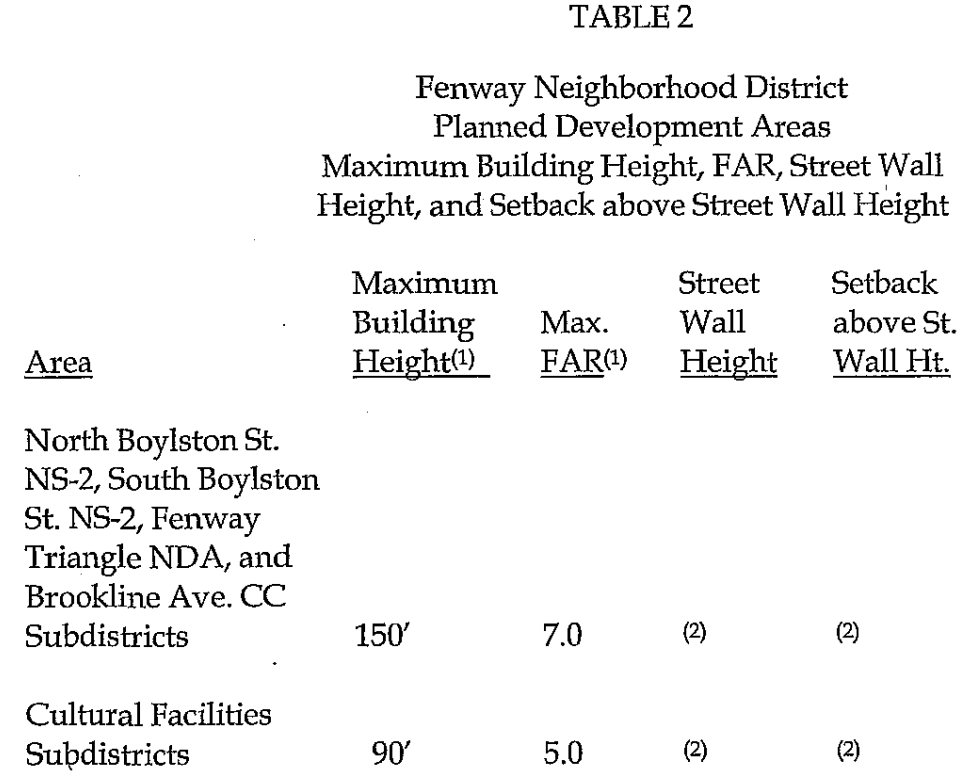 TABLE 2
Fenway Neighborhood District
Planned Development Areas
Maximum Building Height, FAR, Street Wall
Height, and Setback above Street Wall Height
Maximum Street Setback
Building Max. Wall above St.
Area Height(1) FAR(1) Height Wall Ht.
North Boylston St.
NS-2, South Boylston
St. NS-2, Fenway
Triangle NDA, and
Brookline Ave. CC
Subdistricts 150' 7.0 (2) (2)
Cultural Facilities
Subdistricts 90' 5.0 (2) (2)